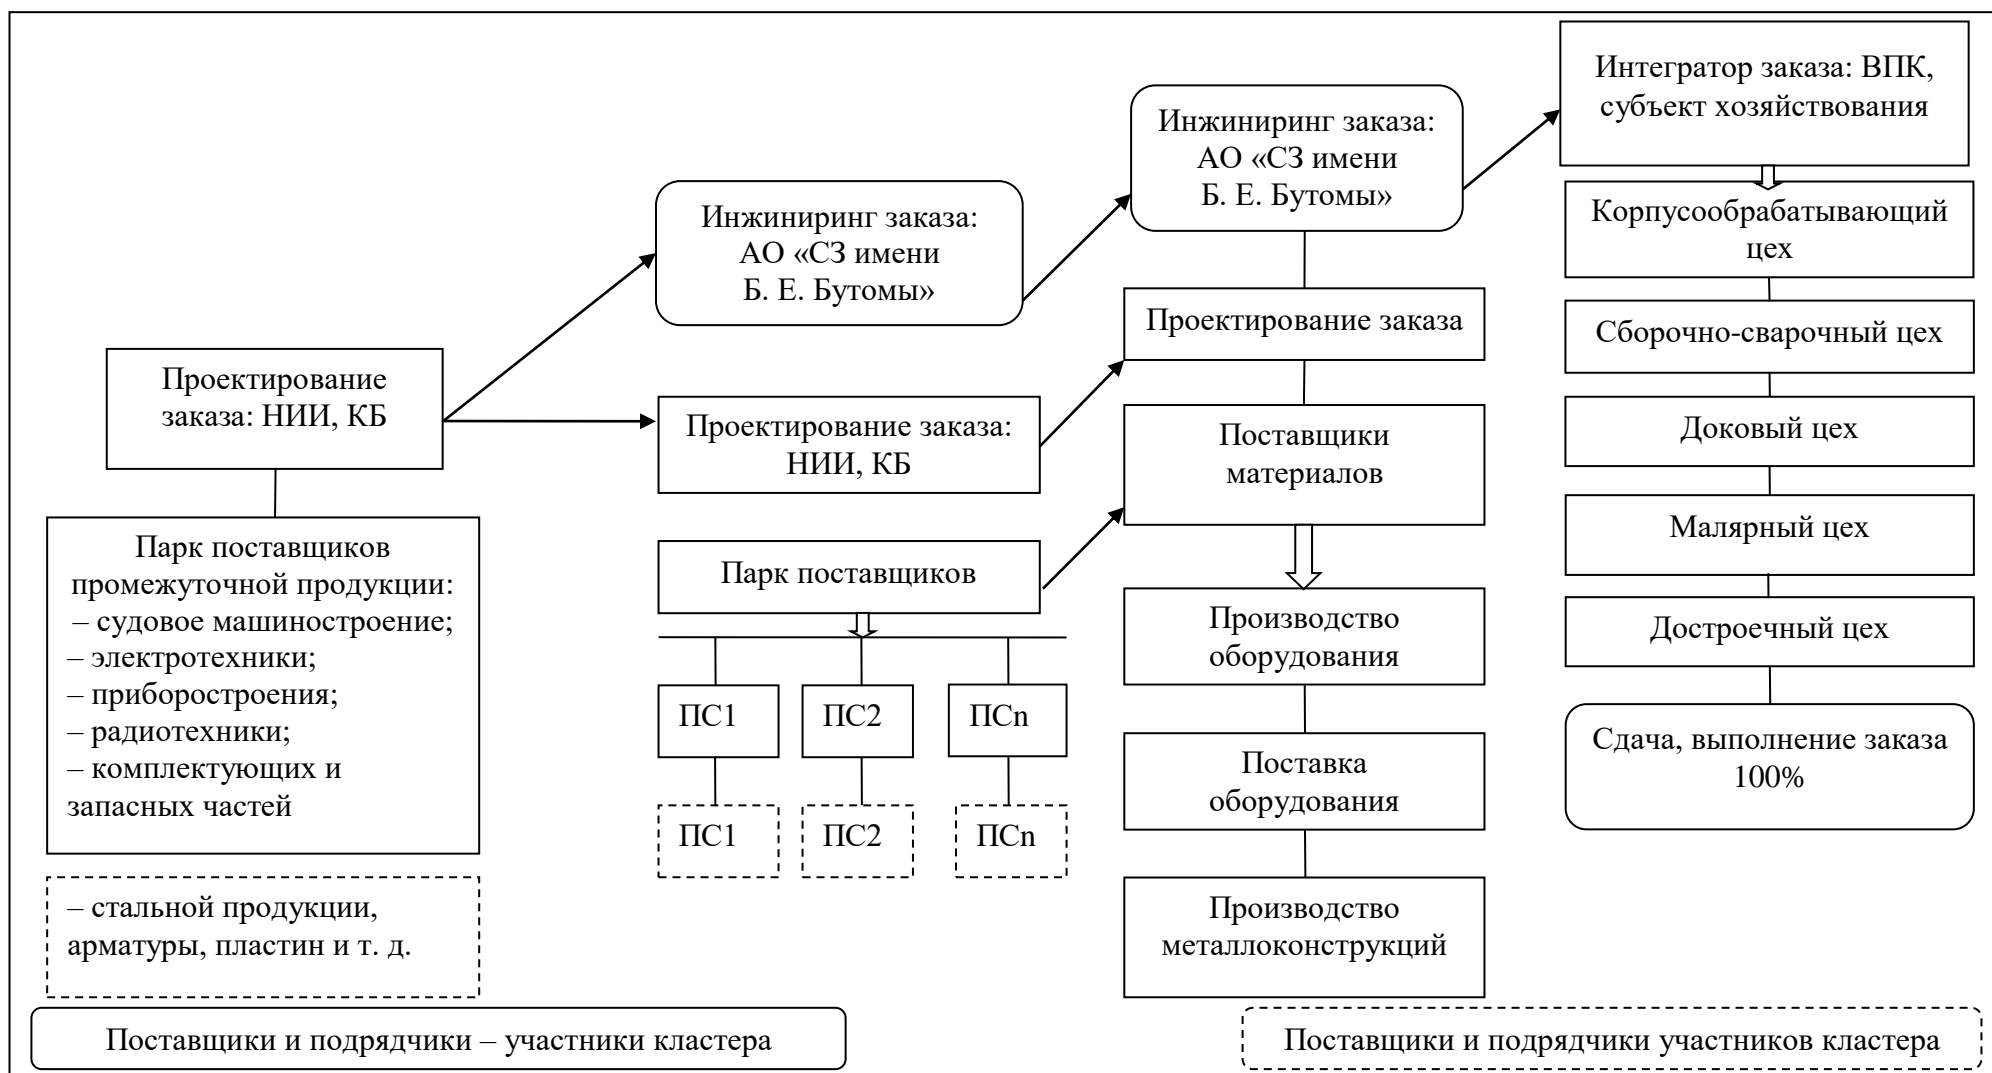 Проектирование
заказа: НИИ, КБ
Парк поставщиков
промежуточной продукции:
– судовое машиностроение;
– электротехники;
– приборостроения;
– радиотехники;
– комплектующих и
запасных частей
– стальной продукции,
арматуры, пластин и т. д.
Инжиниринг заказа:
АО «СЗ имени
Б. Е. Бутомы»
Проектирование заказа:
НИИ, КБ
Парк поставщиков
ПС1
ПС2
ПСn
ПС1
ПС2
ПСn
Инжиниринг заказа:
АО «СЗ имени
Б. Е. Бутомы»
Проектирование заказа
Поставщики
материалов
Производство
оборудования
Поставка
оборудования
Производство
металлоконструкций
Интегратор заказа: ВПК,
субъект хозяйствования
Корпусообрабатывающий
цех
Сборочно-сварочный цех
Доковый цех
Малярный цех
Достроечный цех
Сдача, выполнение заказа
100%
Поставщики и подрядчики – участники кластера
Поставщики и подрядчики участников кластера